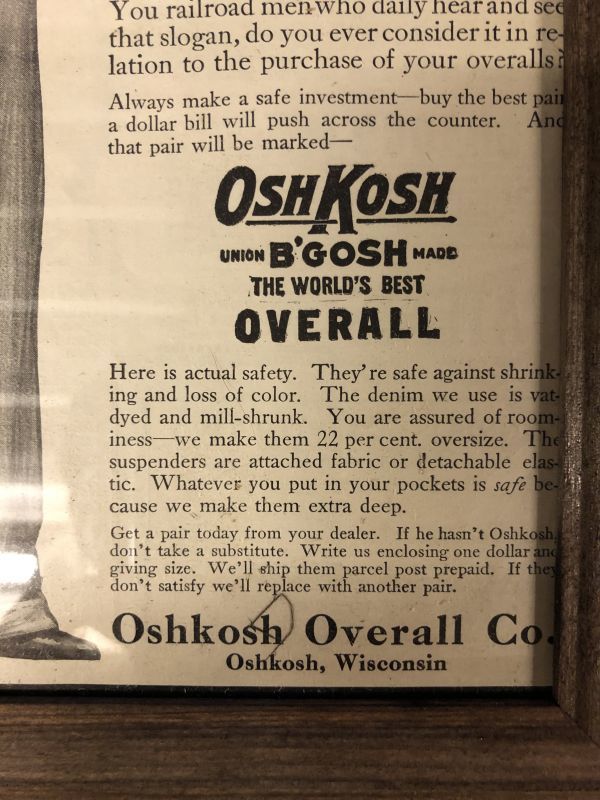 You railroad men who daily hear and see
that slogan, do you ever consider it in re-
lation to the purchase of your overalls?
Always make a safe investment—buy the best pair
a dollar bill will push across the counter. And
that pair will be marked—
OSHKOSH
UNION B'GOSH MADE
THE WORLD'S BEST
OVERALL
Here is actual safety. They're safe against shrink-
ing and loss of color. The denim we use is vat-
dyed and mill-shrunk. You are assured of room-
iness—we make them 22 per cent. oversize. The
suspenders are attached fabric or detachable elas-
tic. Whatever you put in your pockets is safe be-
cause we make them extra deep.
Get a pair today from your dealer. If he hasn't Oshkosh,
don't take a substitute. Write us enclosing one dollar and
giving size. We'll ship them parcel post prepaid. If they
don't satisfy we'll replace with another pair.
Oshkosh Overall Co.
Oshkosh, Wisconsin